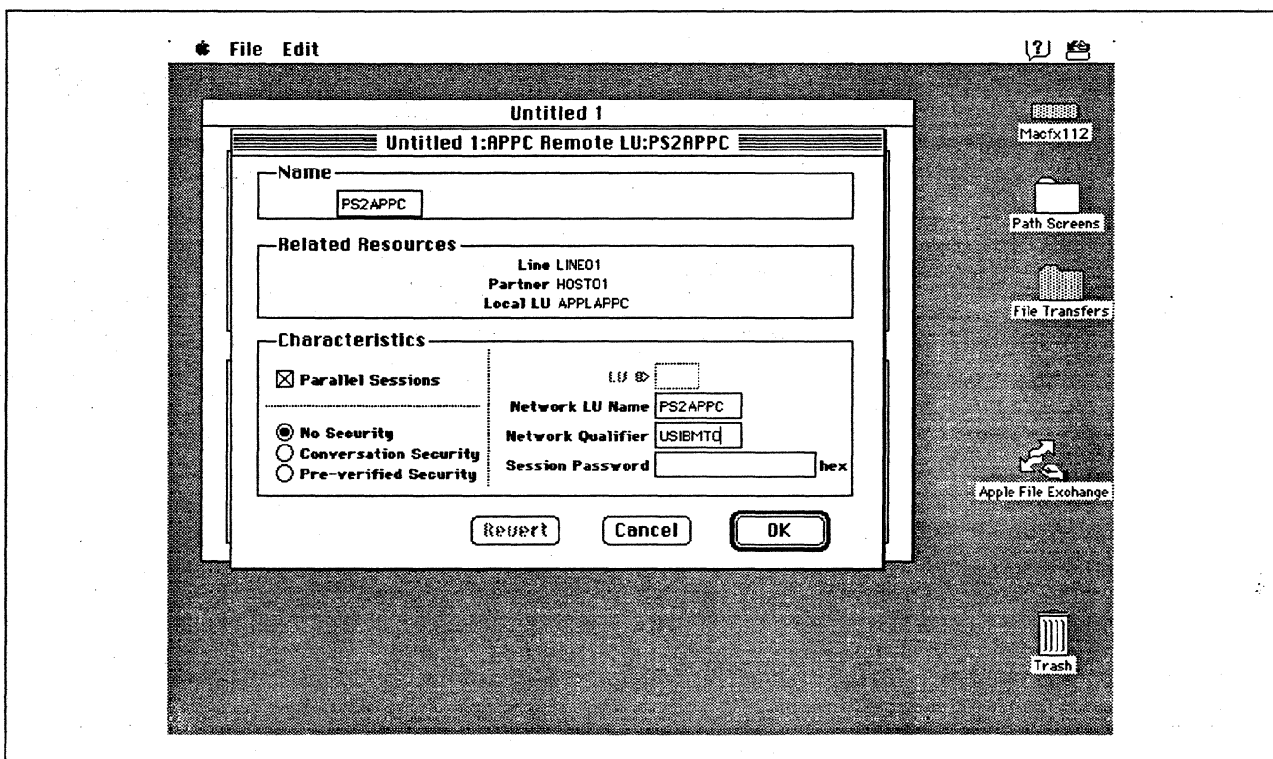 File Edit
Untitled 1
Untitled 1:APPC Remote LU:PS2APPC
Name
PS2APPC
Related Resources
Line LINE01
Partner HOST01
Local LU APPLAPPC
Characteristics
Parallel Sessions
No Security
Conversation Security
Pre-verified Security
LU
Network LU Name PS2APPC
Network Qualifier
Session Password hex
Revert Cancel OK
Macfx112
Path Screens
File Transfers
Apple File Exchange
Trash